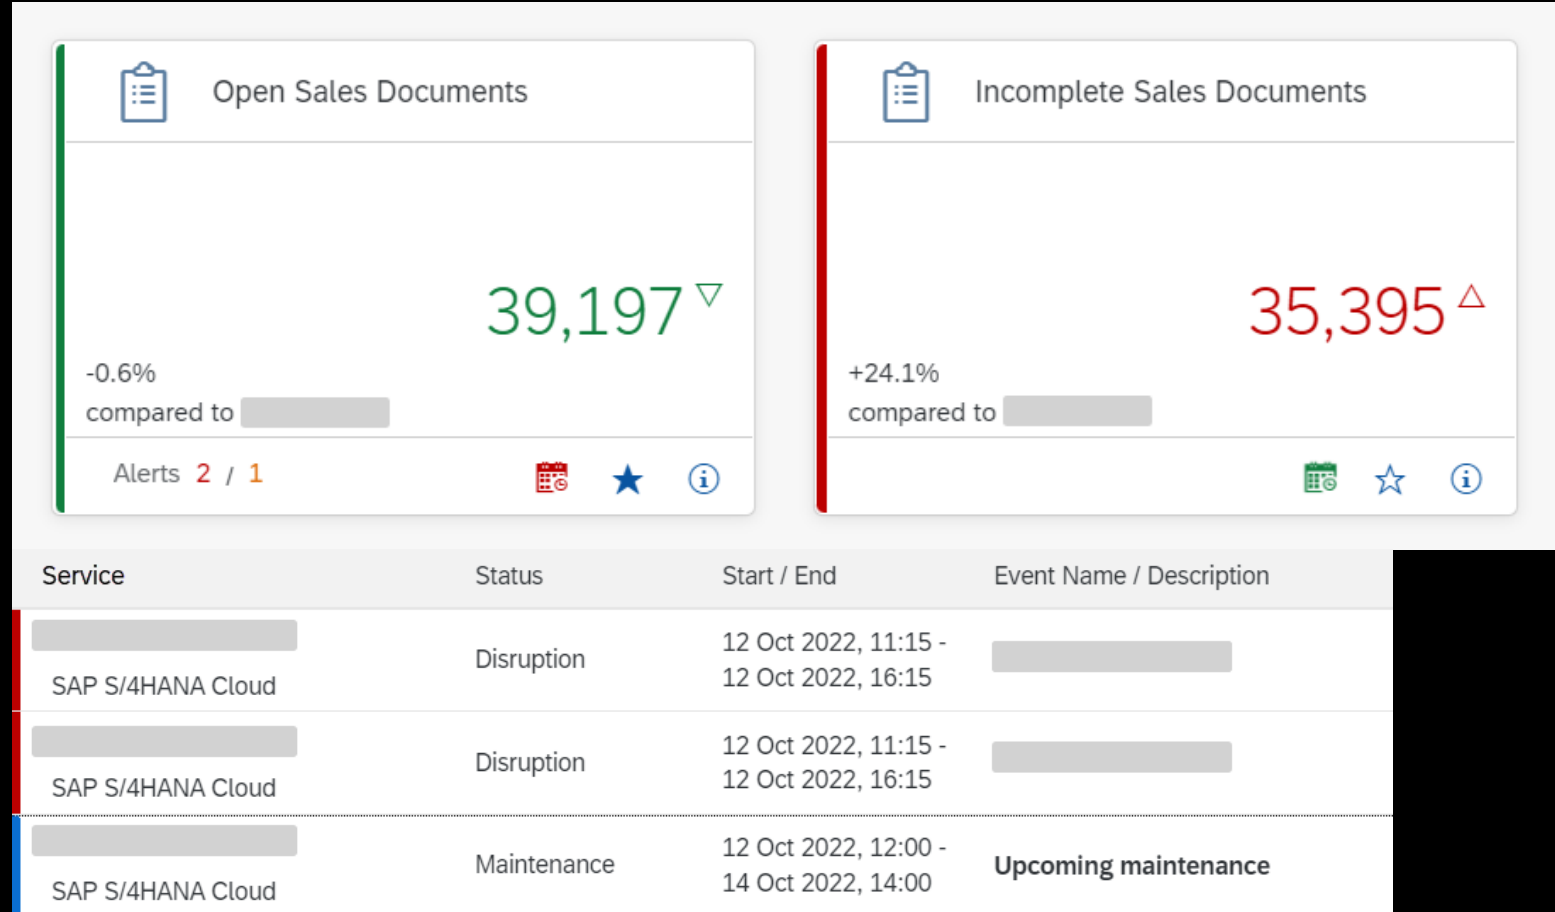 Open Sales Documents
39,197
-0.6%
compared to
Alerts 2 / 1
Incomplete Sales Documents
35,395
+24.1%
compared to
Service Status Start / End Event Name / Description
SAP S/4HANA Cloud
Disruption
12 Oct 2022, 11:15 -
12 Oct 2022, 16:15
SAP S/4HANA Cloud
Disruption
12 Oct 2022, 11:15 -
12 Oct 2022, 16:15
SAP S/4HANA Cloud
Maintenance
12 Oct 2022, 12:00 -
14 Oct 2022, 14:00
Upcoming maintenance